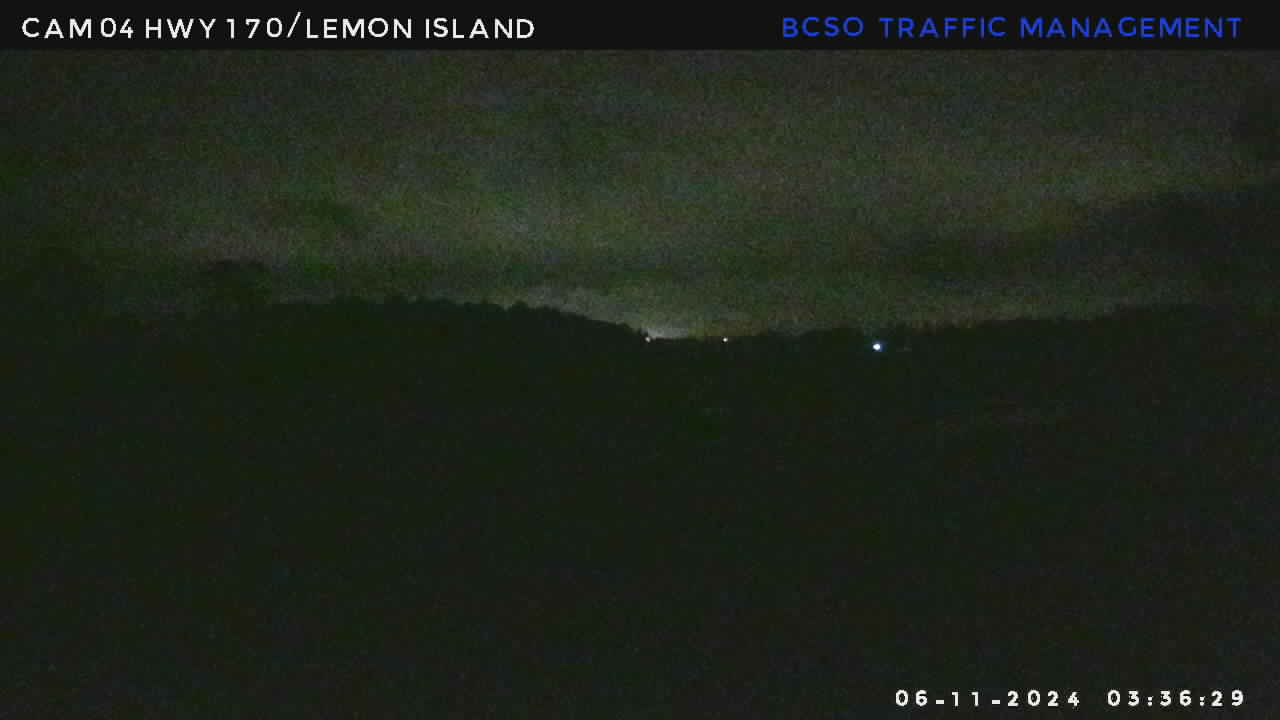 CAM04 HWY 170/LEMON ISLAND
BCSO TRAFFIC MANAGEMENT
06-11-2024 03:36:29